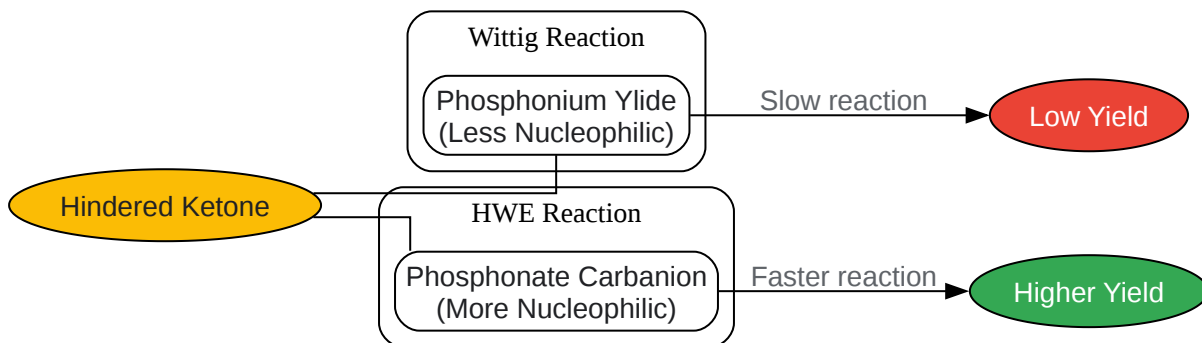 Wittig Reaction
Phosphonium Ylide
(Less Nucleophilic)
Slow reaction
Low Yield
Hindered Ketone
HWE Reaction
Phosphonate Carbanion
(More Nucleophilic)
Faster reaction
Higher Yield